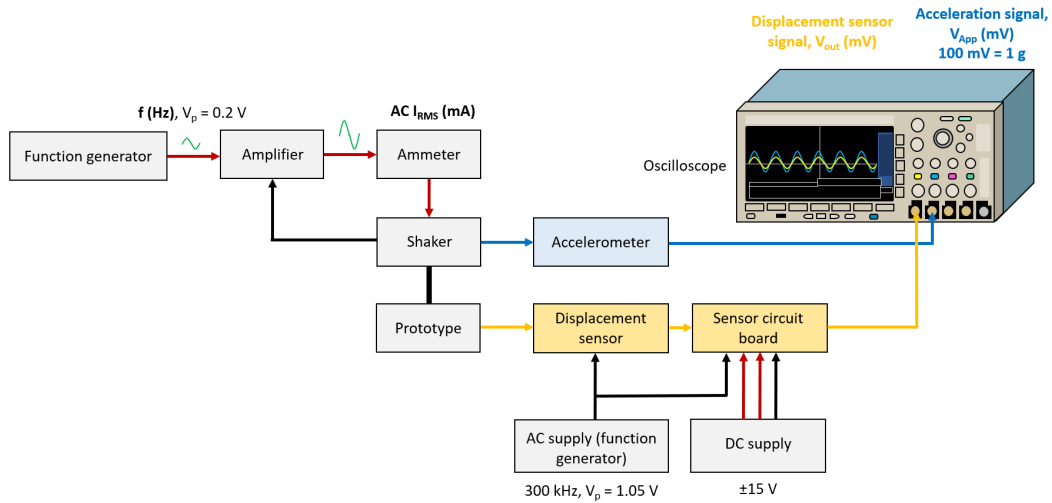 Displacement sensor
signal, Vout (mV)
Acceleration signal,
VApp (mV)
100 mV = 1 g
f (Hz), Vp = 0.2 V
AC IRMS (mA)
Function generator
Amplifier
Ammeter
Oscilloscope
Shaker
Accelerometer
Prototype
Displacement
sensor
Sensor circuit
board
AC supply (function
generator)
DC supply
300 kHz, Vp = 1.05 V
±15 V